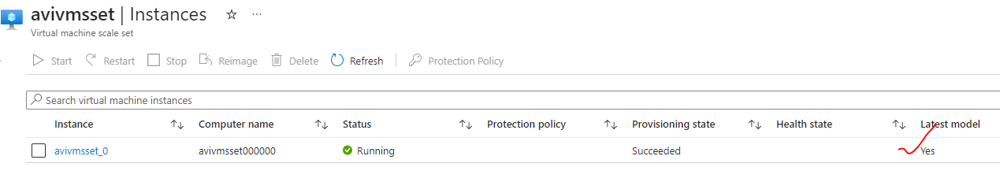 avivmsset | Instances
Virtual machine scale set
Start Restart Stop Reimage Delete Refresh Protection Policy
Search virtual machine instances
Instance Computer name Status Protection policy Provisioning state Health state Latest model
avivmsset_0 avivmsset000000 Running Succeeded Yes